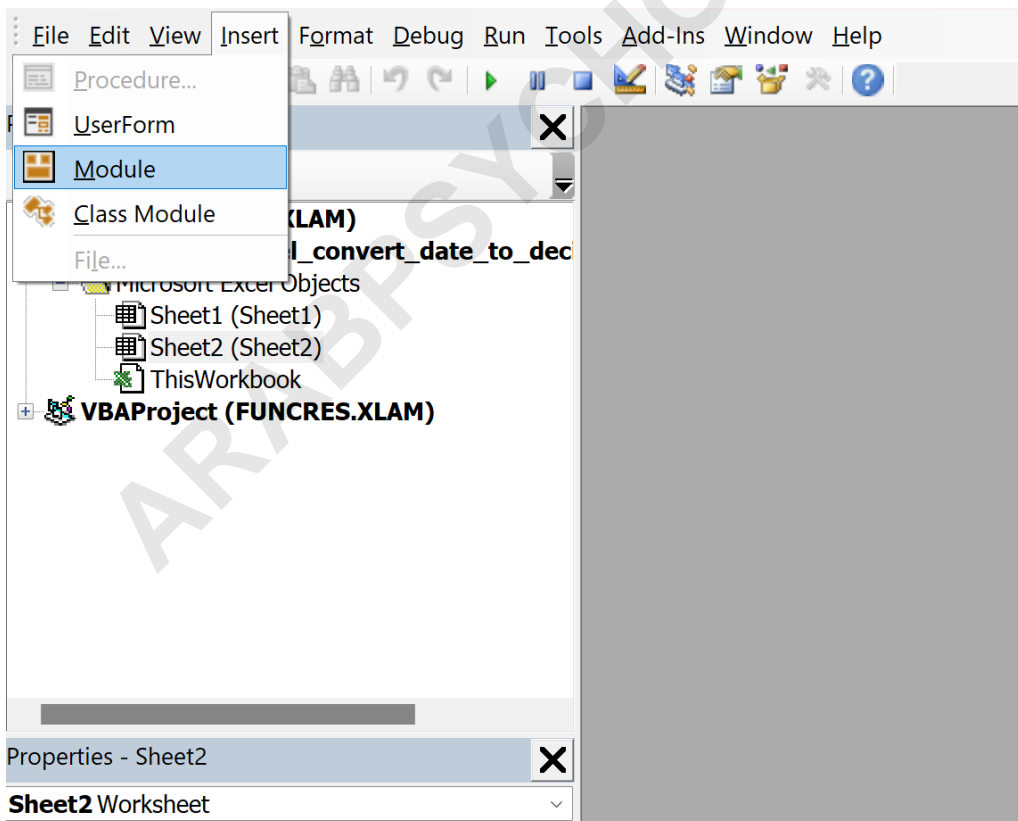 File Edit View Insert Format Debug Run Tools Add-Ins Window Help
Procedure...
UserForm
Module
Class Module
File...
XLAM)
l_convert_date_to_deci
Microsoft Excel Objects
Sheet1 (Sheet1)
Sheet2 (Sheet2)
ThisWorkbook
VBAProject (FUNCRES.XLAM)
Properties - Sheet2
Sheet2 Worksheet
ARABPSYCHO